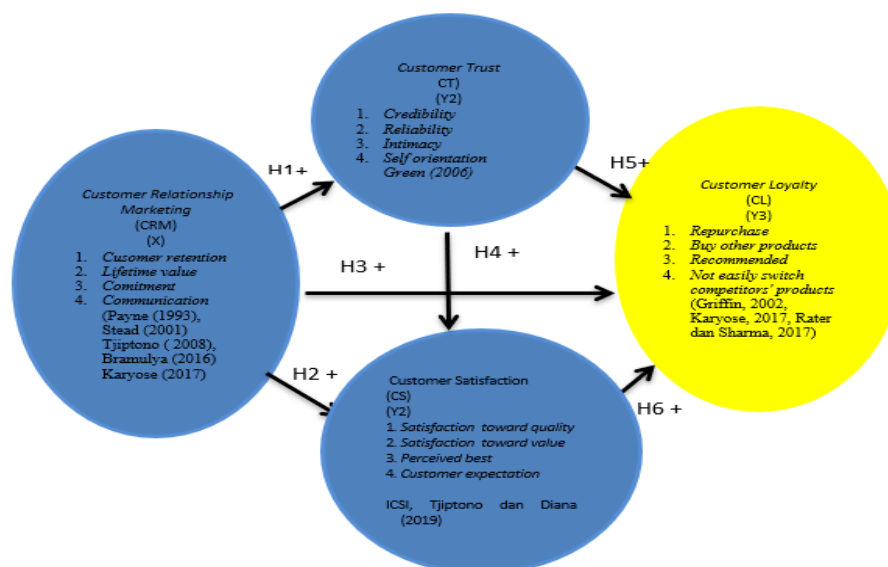 Customer Trust
CT)
(Y2)
1. Credibility
2. Reliability
3. Intimacy
4. Self orientation
Green (2006)
H1+
H5+
Customer Relationship
Marketing
(CRM)
(X)
1. Cusomer retention
2. Lifetime value
3. Comitment
4. Communication
(Payne (1993),
Stead (2001)
Tjiptono ( 2008),
Bramulya (2016)
Karyose (2017)
H3 +
H4 +
Customer Loyalty
(CL)
(Y3)
1. Repurchase
2. Buy other products
3. Recommended
4. Not easily switch
competitors' products
(Griffin, 2002,
Karyose, 2017, Rater
dan Sharma, 2017)
H2 +
H6 +
Customer Satisfaction
(CS)
(Y2)
1. Satisfaction toward quality
2. Satisfaction toward value
3. Perceived best
4. Customer expectation
ICSI, Tjiptono dan Diana
(2019)